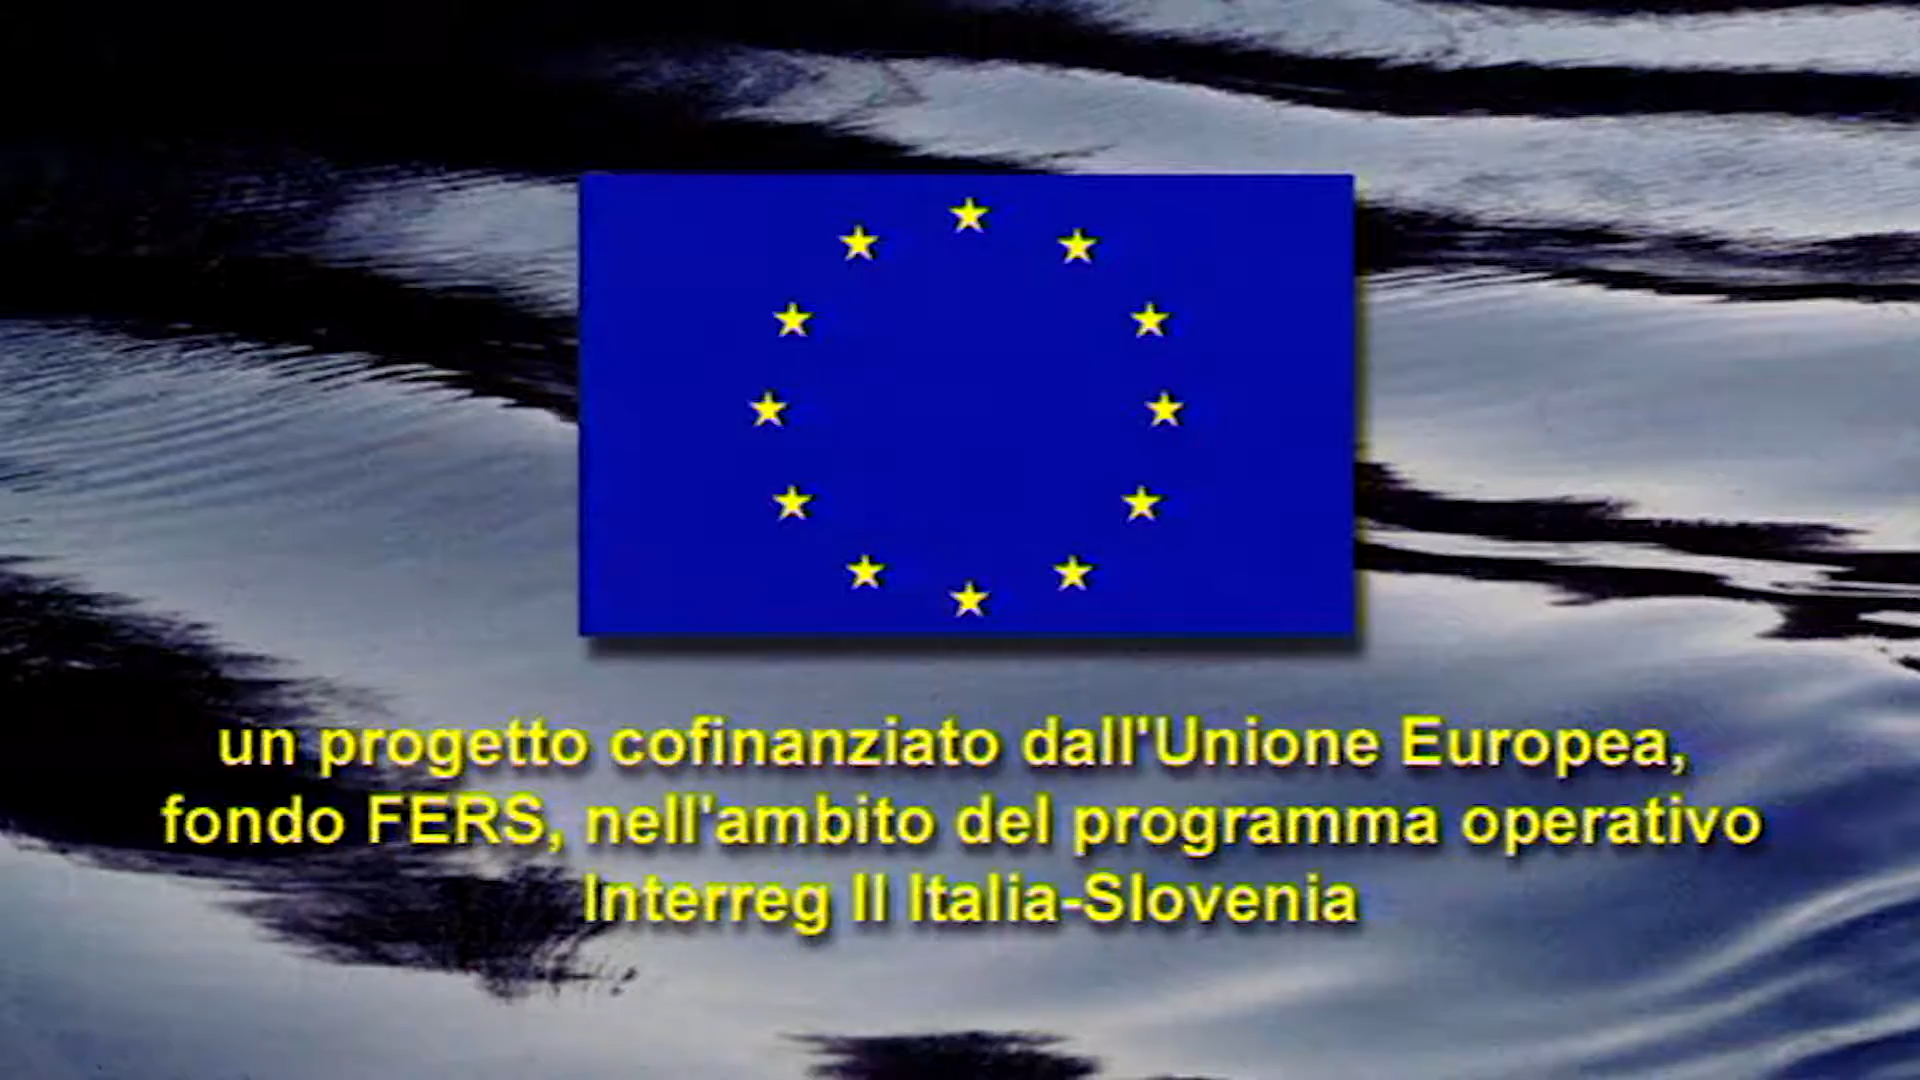 un progetto cofinanziato dall'Unione Europea,
fondo FERS, nell'ambito del programma operativo
Interreg II Italia-Slovenia